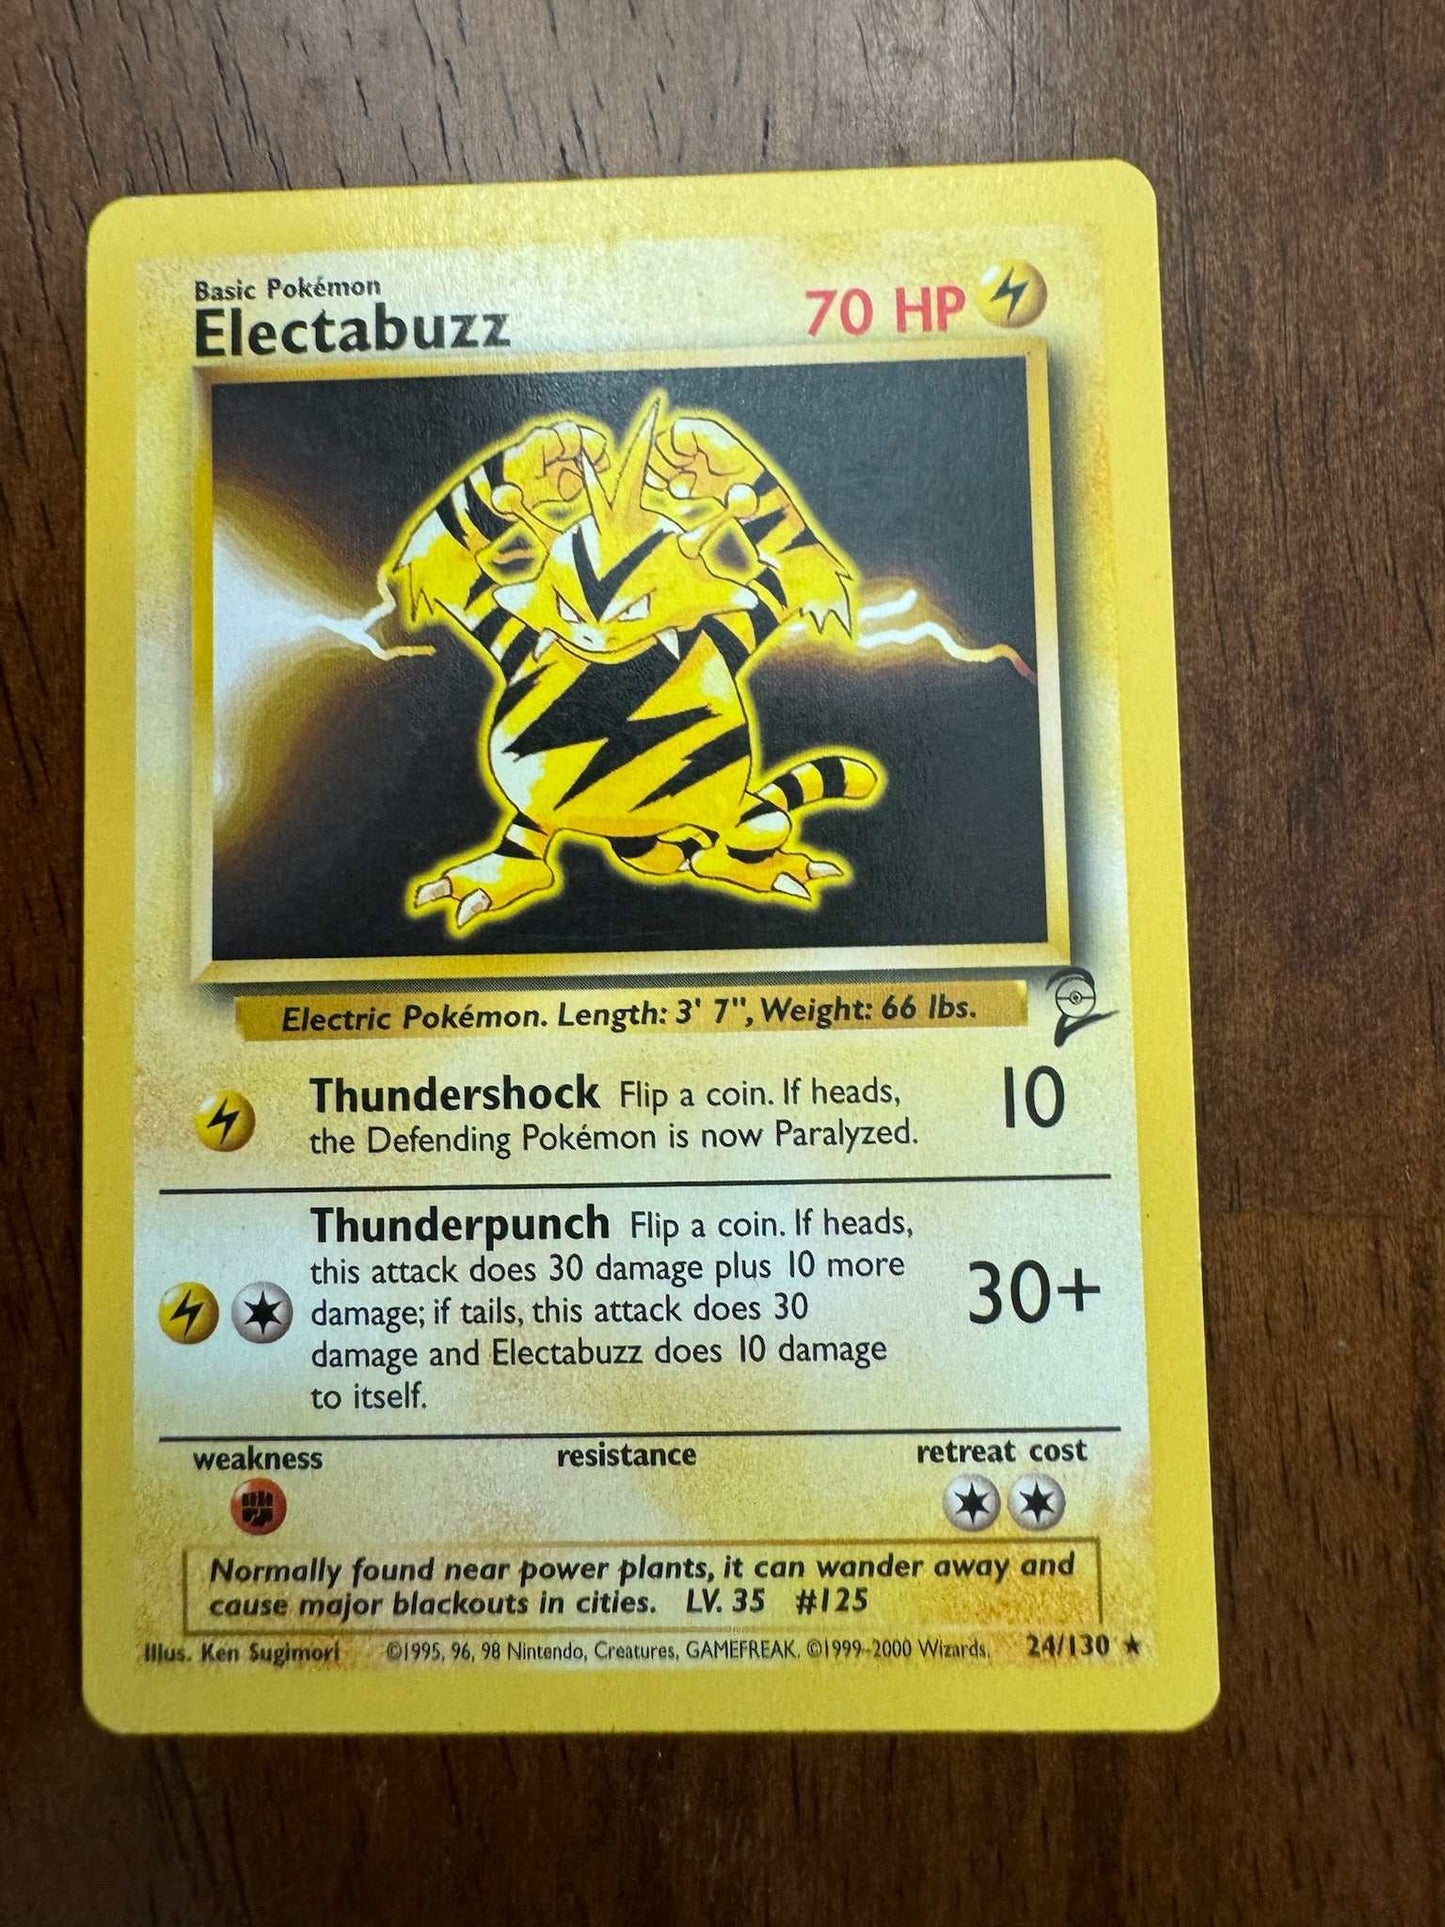 Basic Pokémon
Electabuzz
70 HP
Electric Pokémon. Length: 3' 7", Weight: 66 lbs.
Thundershock Flip a coin. If heads,
the Defending Pokémon is now Paralyzed.
10
Thunderpunch Flip a coin. If heads,
this attack does 30 damage plus 10 more
damage; if tails, this attack does 30
damage and Electabuzz does 10 damage
to itself.
30+
weakness resistance retreat cost
Normally found near power plants, it can wander away and
cause major blackouts in cities. LV. 35 #125
Illus. Ken Sugimori ©1995, 96, 98 Nintendo, Creatures, GAMEFREAK. ©1999-2000 Wizards. 24/130 ★